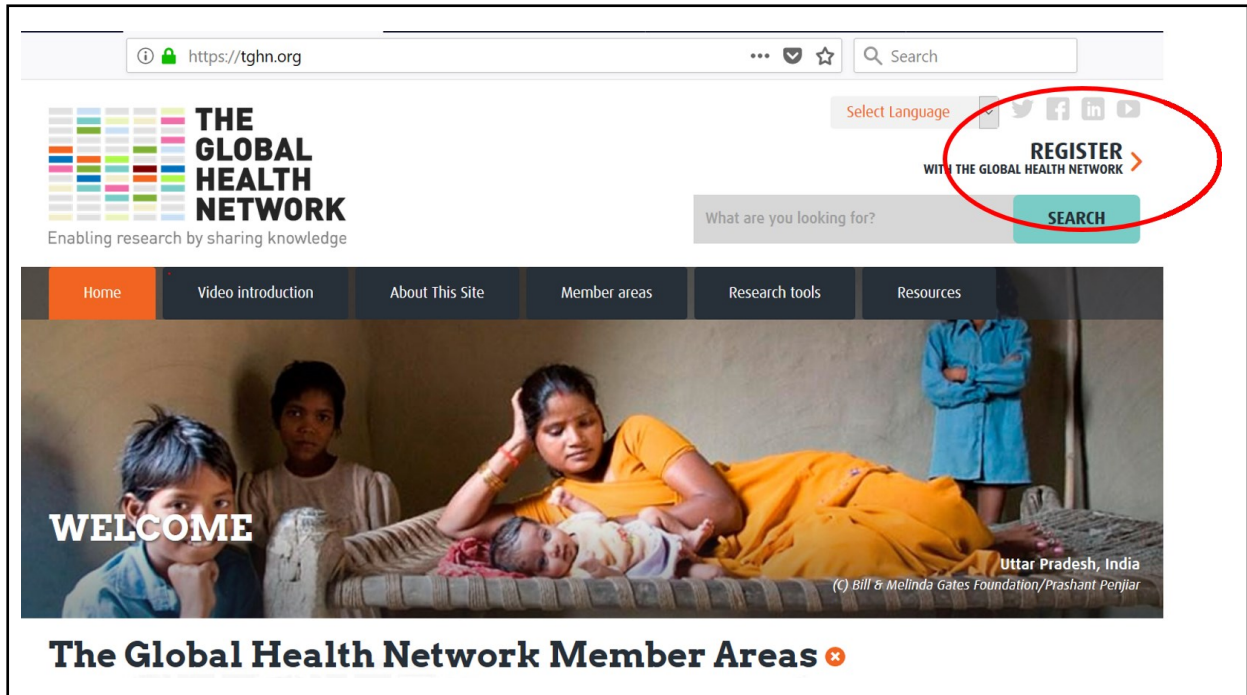 https://tghn.org
Search
THE
GLOBAL
HEALTH
NETWORK
Enabling research by sharing knowledge
Select Language
REGISTER
WITH THE GLOBAL HEALTH NETWORK
What are you looking for?
SEARCH
Home Video introduction About This Site Member areas Research tools Resources
WELCOME
Uttar Pradesh, India
(C) Bill & Melinda Gates Foundation/Prashant Penjiar
The Global Health Network Member Areas